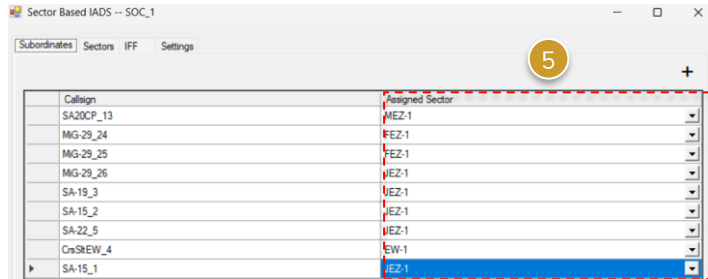 Sector Based IADS -- SOC_1
Subordinates Sectors IFF Settings
5
+
Callsign Assigned Sector
SA20CP_13 MEZ-1
MiG-29_24 FEZ-1
MiG-29_25 FEZ-1
MiG-29_26 JEZ-1
SA-19_3 JEZ-1
SA-15_2 JEZ-1
SA-22_5 JEZ-1
CrsSltEW_4 EW-1
SA-15_1 JEZ-1